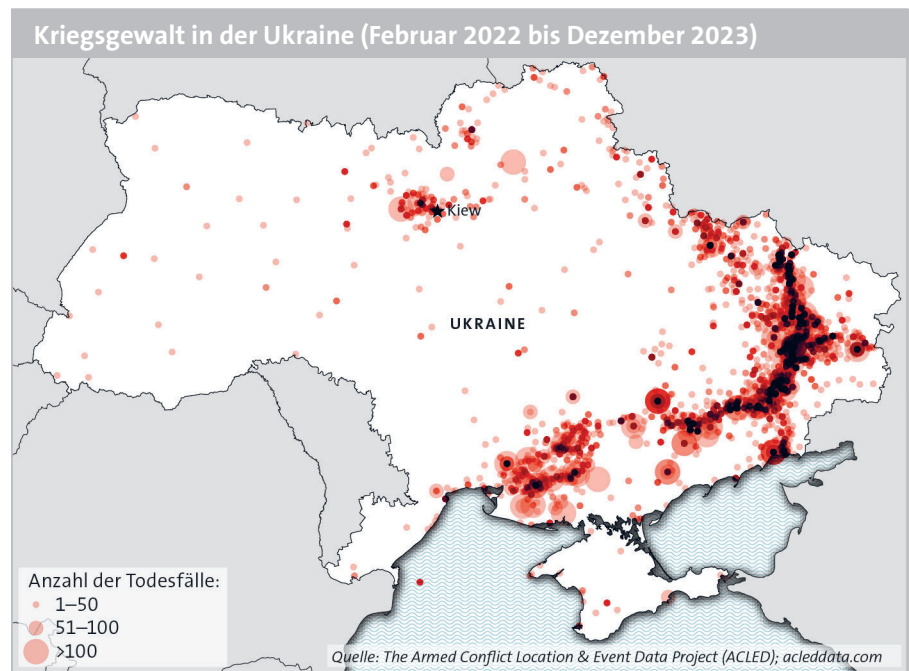 Kriegsgewalt in der Ukraine (Februar 2022 bis Dezember 2023)
Kiew
UKRAINE
Anzahl der Todesfälle:
1–50
51–100
>100
Quelle: The Armed Conflict Location & Event Data Project (ACLED); acleddata.com